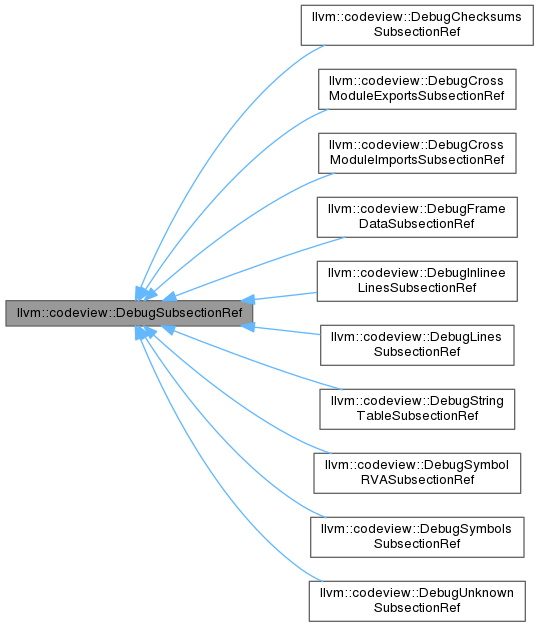 llvm::codeview::DebugChecksums
SubsectionRef
llvm::codeview::DebugCross
ModuleExportsSubsectionRef
llvm::codeview::DebugCross
ModuleImportsSubsectionRef
llvm::codeview::DebugFrame
DataSubsectionRef
llvm::codeview::DebugInlinee
LinesSubsectionRef
llvm::codeview::DebugSubsectionRef
llvm::codeview::DebugLines
SubsectionRef
llvm::codeview::DebugString
TableSubsectionRef
llvm::codeview::DebugSymbol
RVASubsectionRef
llvm::codeview::DebugSymbols
SubsectionRef
llvm::codeview::DebugUnknown
SubsectionRef